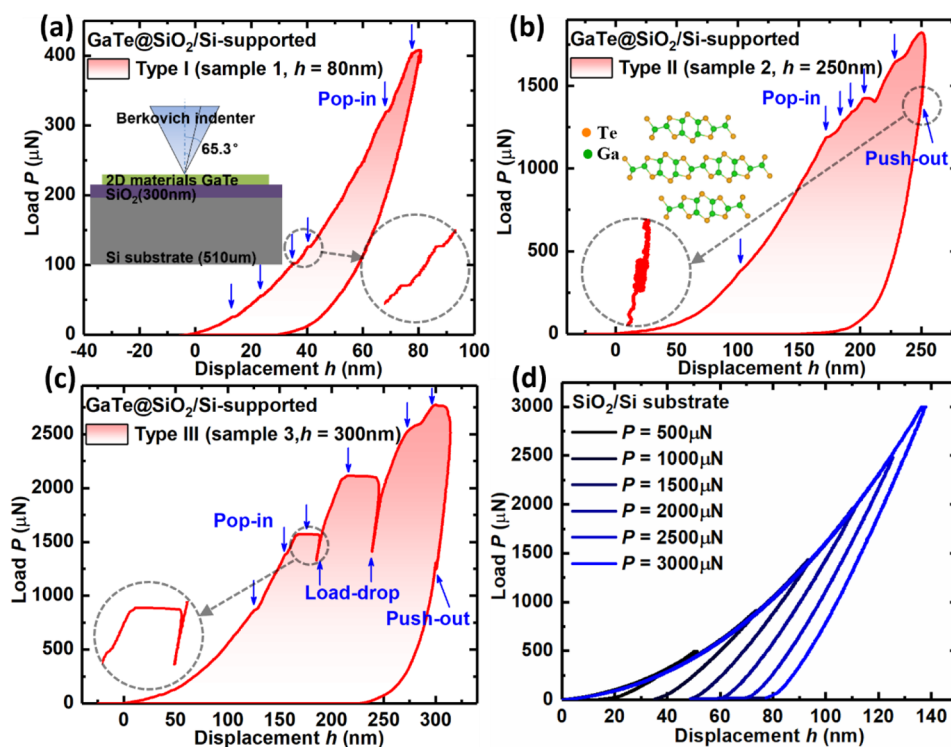 (a)
GaTe@SiO₂/Si-supported
Type I (sample 1, h = 80nm)
Pop-in
Berkovich indenter
65.3°
2D materials GaTe
SiO₂(300nm)
Si substrate (510um)
Load P (μN)
400
300
200
100
0
-40 -20 0 20 40 60 80 100
Displacement h (nm)
(b)
GaTe@SiO₂/Si-supported
Type II (sample 2, h = 250nm)
Pop-in
Te
Ga
Push-out
Load P (μN)
1500
1000
500
0
0 50 100 150 200 250
Displacement h (nm)
(c)
GaTe@SiO₂/Si-supported
Type III (sample 3,h = 300nm)
Pop-in
Load-drop
Push-out
Load P (μN)
2500
2000
1500
1000
500
0
0 50 100 150 200 250 300
Displacement h (nm)
(d)
SiO₂/Si substrate
P = 500μN
P = 1000μN
P = 1500μN
P = 2000μN
P = 2500μN
P = 3000μN
Load P (μN)
3000
2500
2000
1500
1000
500
0
0 20 40 60 80 100 120 140
Displacement h (nm)